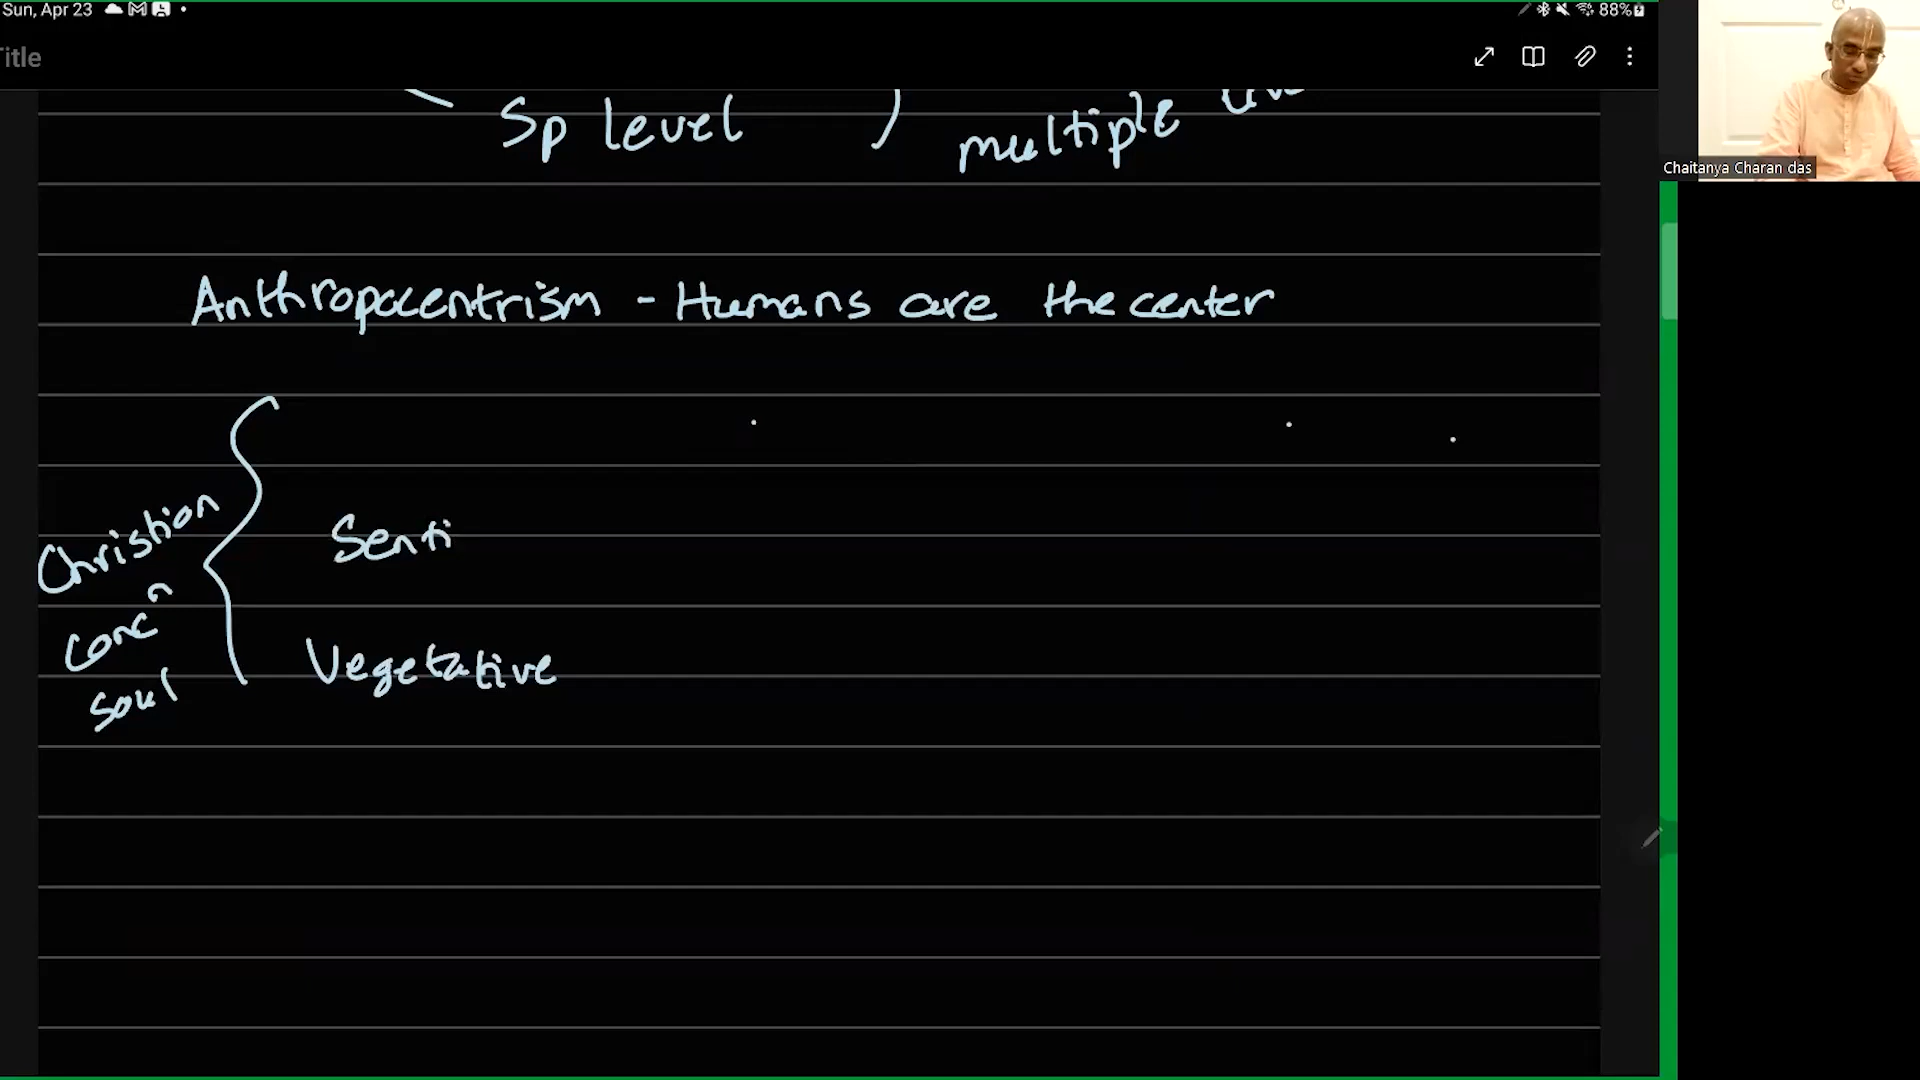 Sun, Apr 23
88%
Title
Sp level
multiple
Anthropocentrism - Humans are the center
Christian
concn
soul
Senti
Vegetative
Chaitanya Charan das